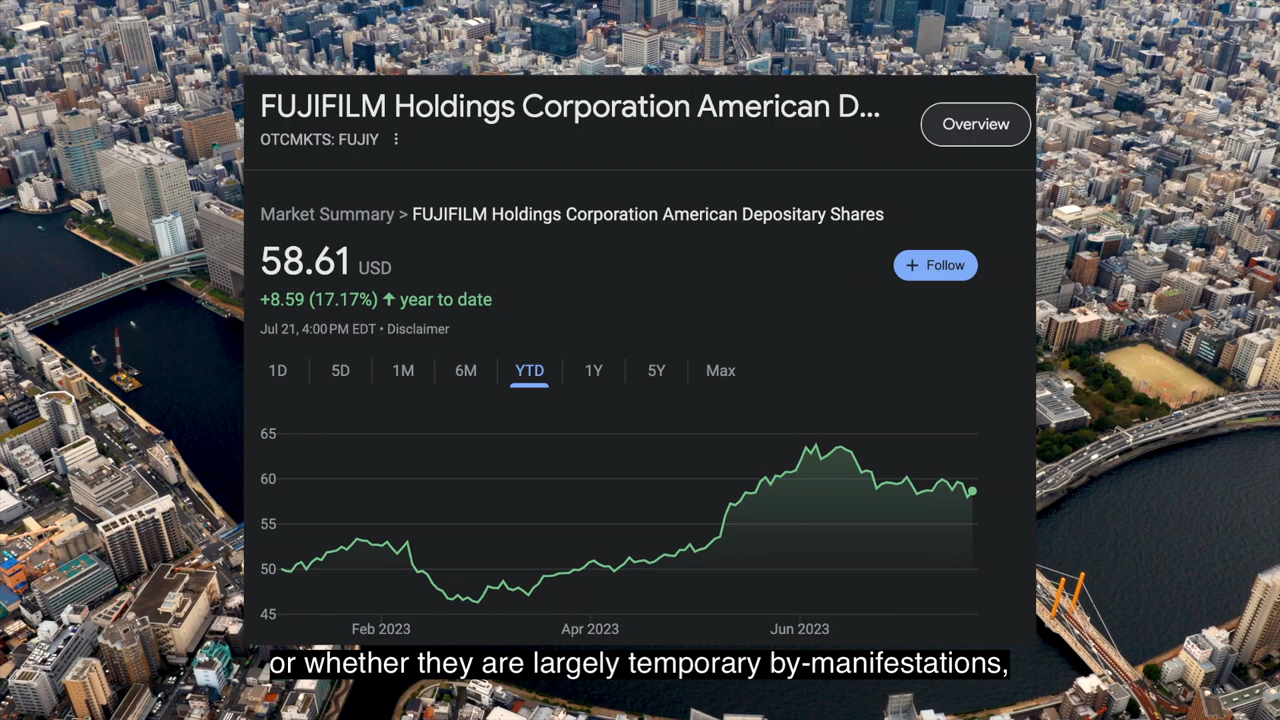 FUJIFILM Holdings Corporation American D...
OTCMKTS: FUJIY
Overview
Market Summary > FUJIFILM Holdings Corporation American Depositary Shares
58.61 USD
+ Follow
+8.59 (17.17%) ↑ year to date
Jul 21, 4:00 PM EDT • Disclaimer
1D 5D 1M 6M YTD 1Y 5Y Max
65
60
55
50
45
Feb 2023 Apr 2023 Jun 2023
or whether they are largely temporary by-manifestations,